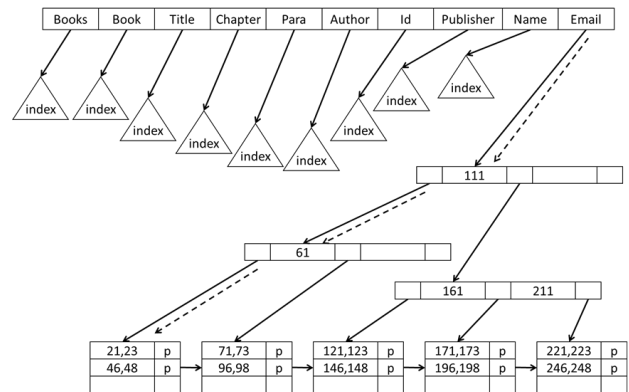 Books Book Title Chapter Para Author Id Publisher Name Email
index index index index index index index index index
111
61
161 211
21,23 p 71,73 p 121,123 p 171,173 p 221,223 p
46,48 p 96,98 p 146,148 p 196,198 p 246,248 p